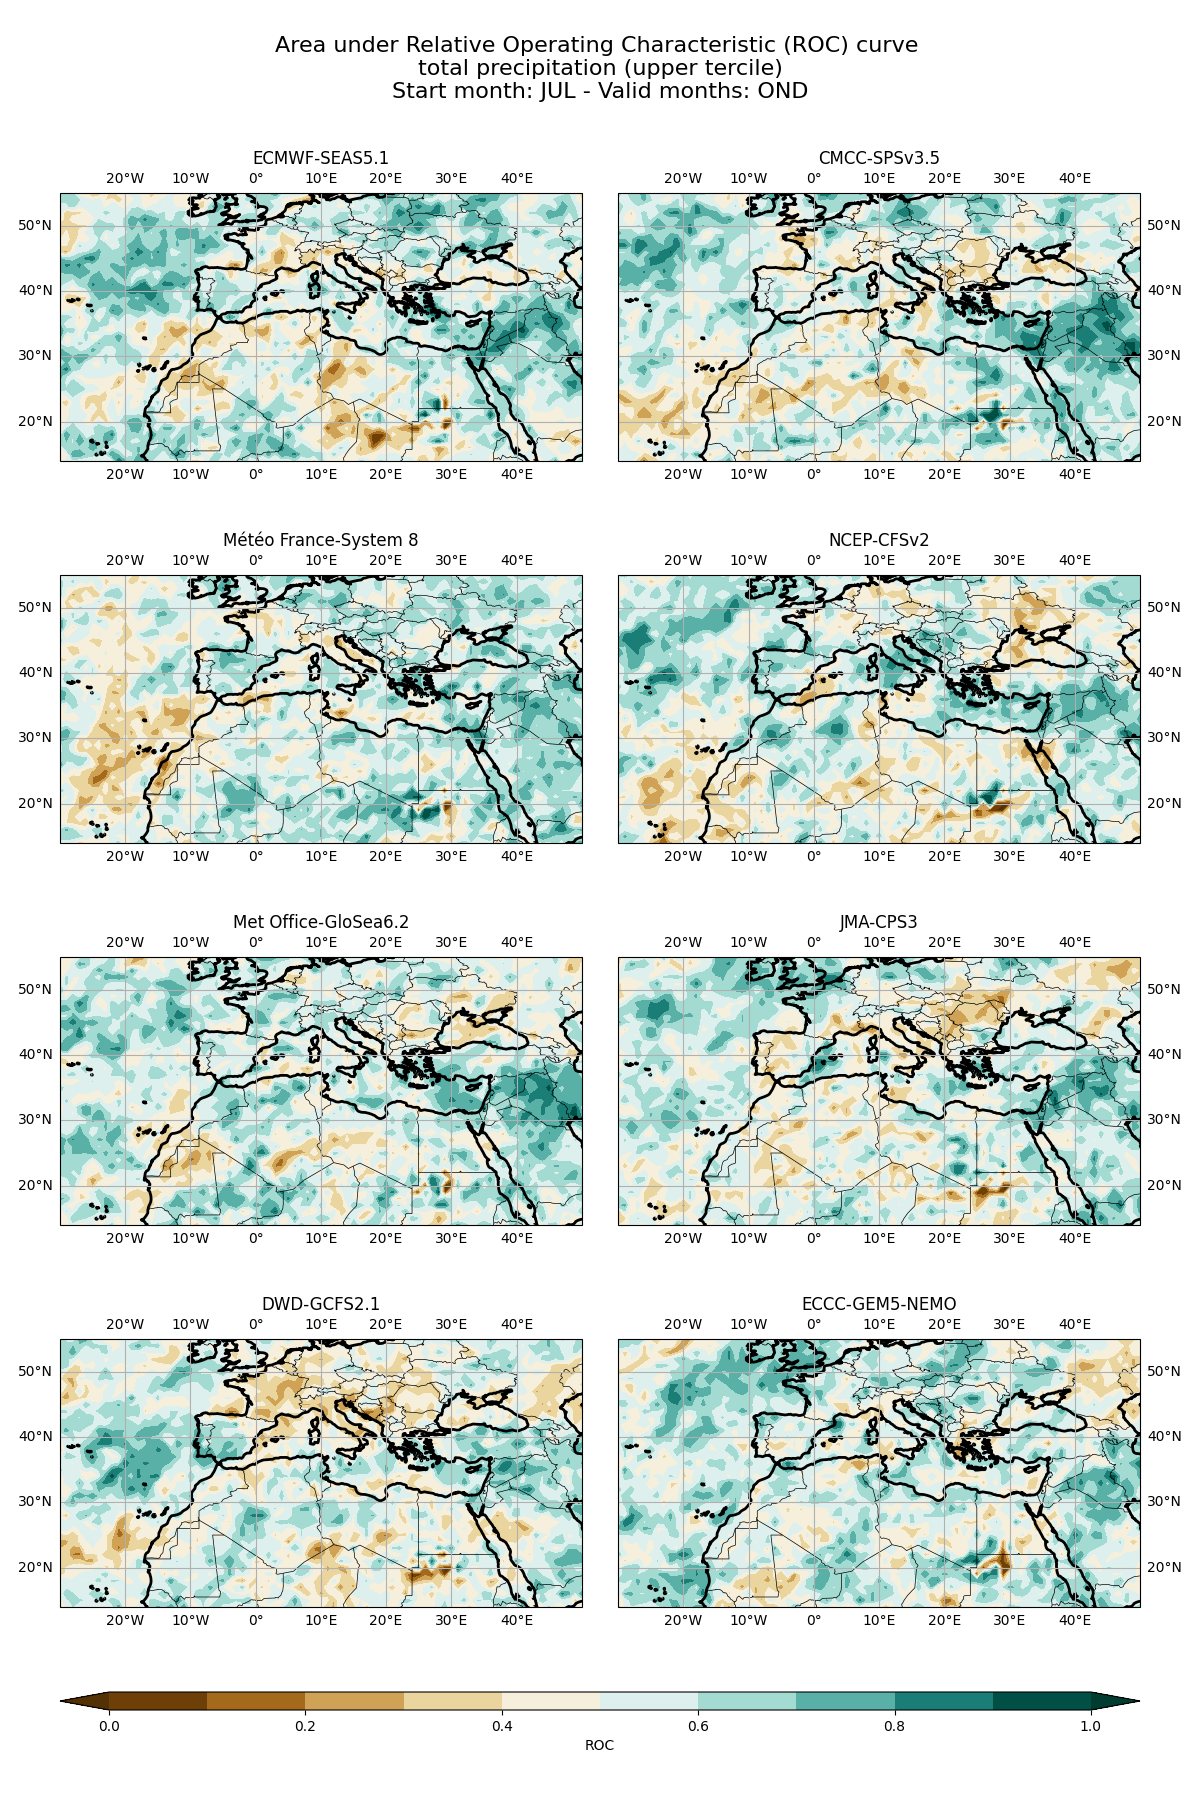 Area under Relative Operating Characteristic (ROC) curve
total precipitation (upper tercile)
Start month: JUL - Valid months: OND
ECMWF-SEAS5.1
20°W 10°W 0° 10°E 20°E 30°E 40°E
50°N
40°N
30°N
20°N
20°W 10°W 0° 10°E 20°E 30°E 40°E
CMCC-SPSv3.5
20°W 10°W 0° 10°E 20°E 30°E 40°E
50°N
40°N
30°N
20°N
20°W 10°W 0° 10°E 20°E 30°E 40°E
Météo France-System 8
20°W 10°W 0° 10°E 20°E 30°E 40°E
50°N
40°N
30°N
20°N
20°W 10°W 0° 10°E 20°E 30°E 40°E
NCEP-CFSv2
20°W 10°W 0° 10°E 20°E 30°E 40°E
50°N
40°N
30°N
20°N
20°W 10°W 0° 10°E 20°E 30°E 40°E
Met Office-GloSea6.2
20°W 10°W 0° 10°E 20°E 30°E 40°E
50°N
40°N
30°N
20°N
20°W 10°W 0° 10°E 20°E 30°E 40°E
JMA-CPS3
20°W 10°W 0° 10°E 20°E 30°E 40°E
50°N
40°N
30°N
20°N
20°W 10°W 0° 10°E 20°E 30°E 40°E
DWD-GCFS2.1
20°W 10°W 0° 10°E 20°E 30°E 40°E
50°N
40°N
30°N
20°N
20°W 10°W 0° 10°E 20°E 30°E 40°E
ECCC-GEM5-NEMO
20°W 10°W 0° 10°E 20°E 30°E 40°E
50°N
40°N
30°N
20°N
20°W 10°W 0° 10°E 20°E 30°E 40°E
0.0 0.2 0.4 0.6 0.8 1.0
ROC